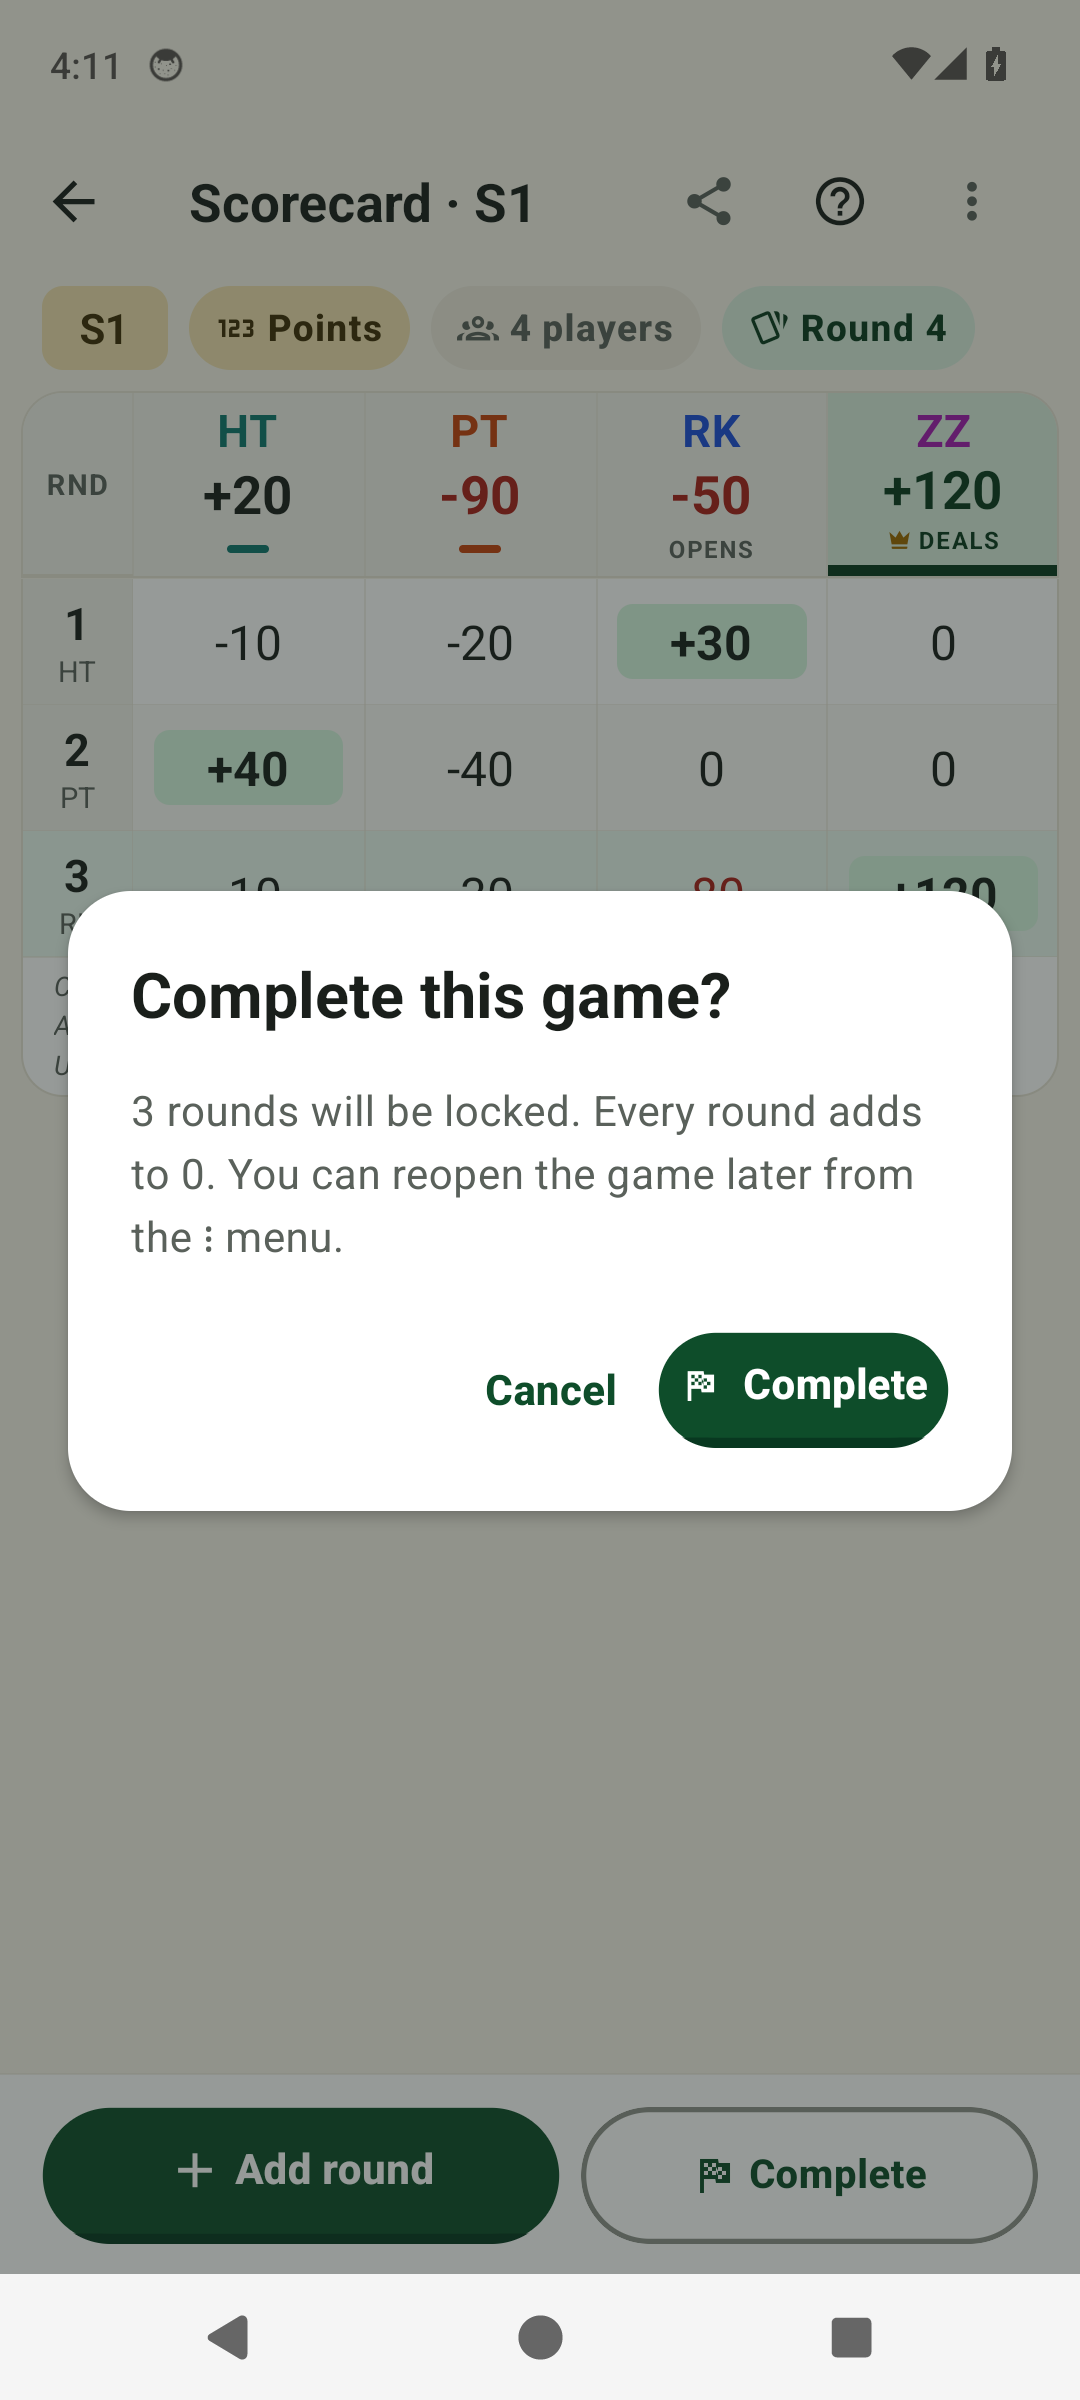 4:11
Scorecard · S1
S1
123 Points
4 players
Round 4
RND
HT
PT
RK
ZZ
+20
-90
-50
+120
OPENS
DEALS
1
HT
-10
-20
+30
0
2
PT
+40
-40
0
0
3
Complete this game?
3 rounds will be locked. Every round adds
to 0. You can reopen the game later from
the ⋮ menu.
Cancel
Complete
+ Add round
Complete